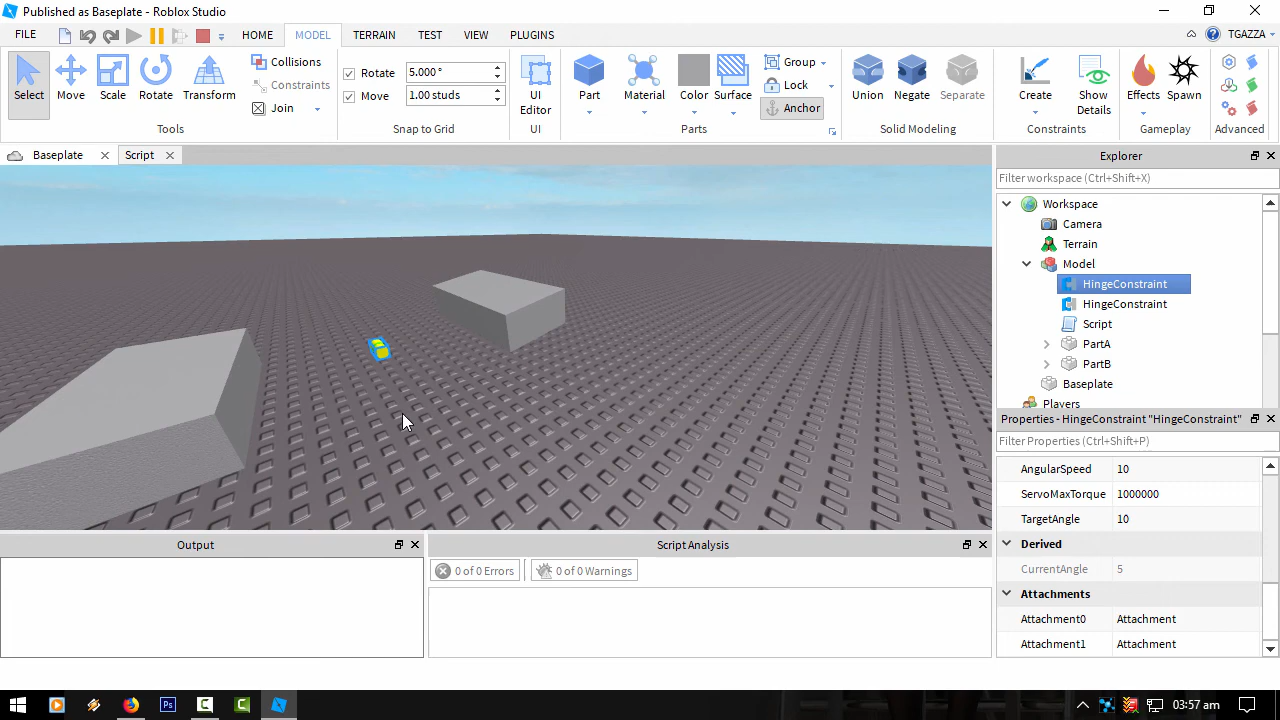 Published as Baseplate - Roblox Studio
FILE HOME MODEL TERRAIN TEST VIEW PLUGINS TGAZZA
Select Move Scale Rotate Transform
Collisions
Constraints
Join
Tools
Rotate 5.000 °
Move 1.00 studs
Snap to Grid
UI
Editor
UI
Part Material Color Surface
Group
Lock
Anchor
Parts
Union Negate Separate
Solid Modeling
Create Show
Details
Constraints
Effects Spawn
Gameplay
Advanced
Baseplate Script
Explorer
Filter workspace (Ctrl+Shift+X)
Workspace
Camera
Terrain
Model
HingeConstraint
HingeConstraint
Script
PartA
PartB
Baseplate
Players
Properties - HingeConstraint "HingeConstraint"
Filter Properties (Ctrl+Shift+P)
AngularSpeed 10
ServoMaxTorque 1000000
TargetAngle 10
Derived
CurrentAngle 5
Attachments
Attachment0 Attachment
Attachment1 Attachment
Output
Script Analysis
0 of 0 Errors 0 of 0 Warnings
Ps
03:57 am